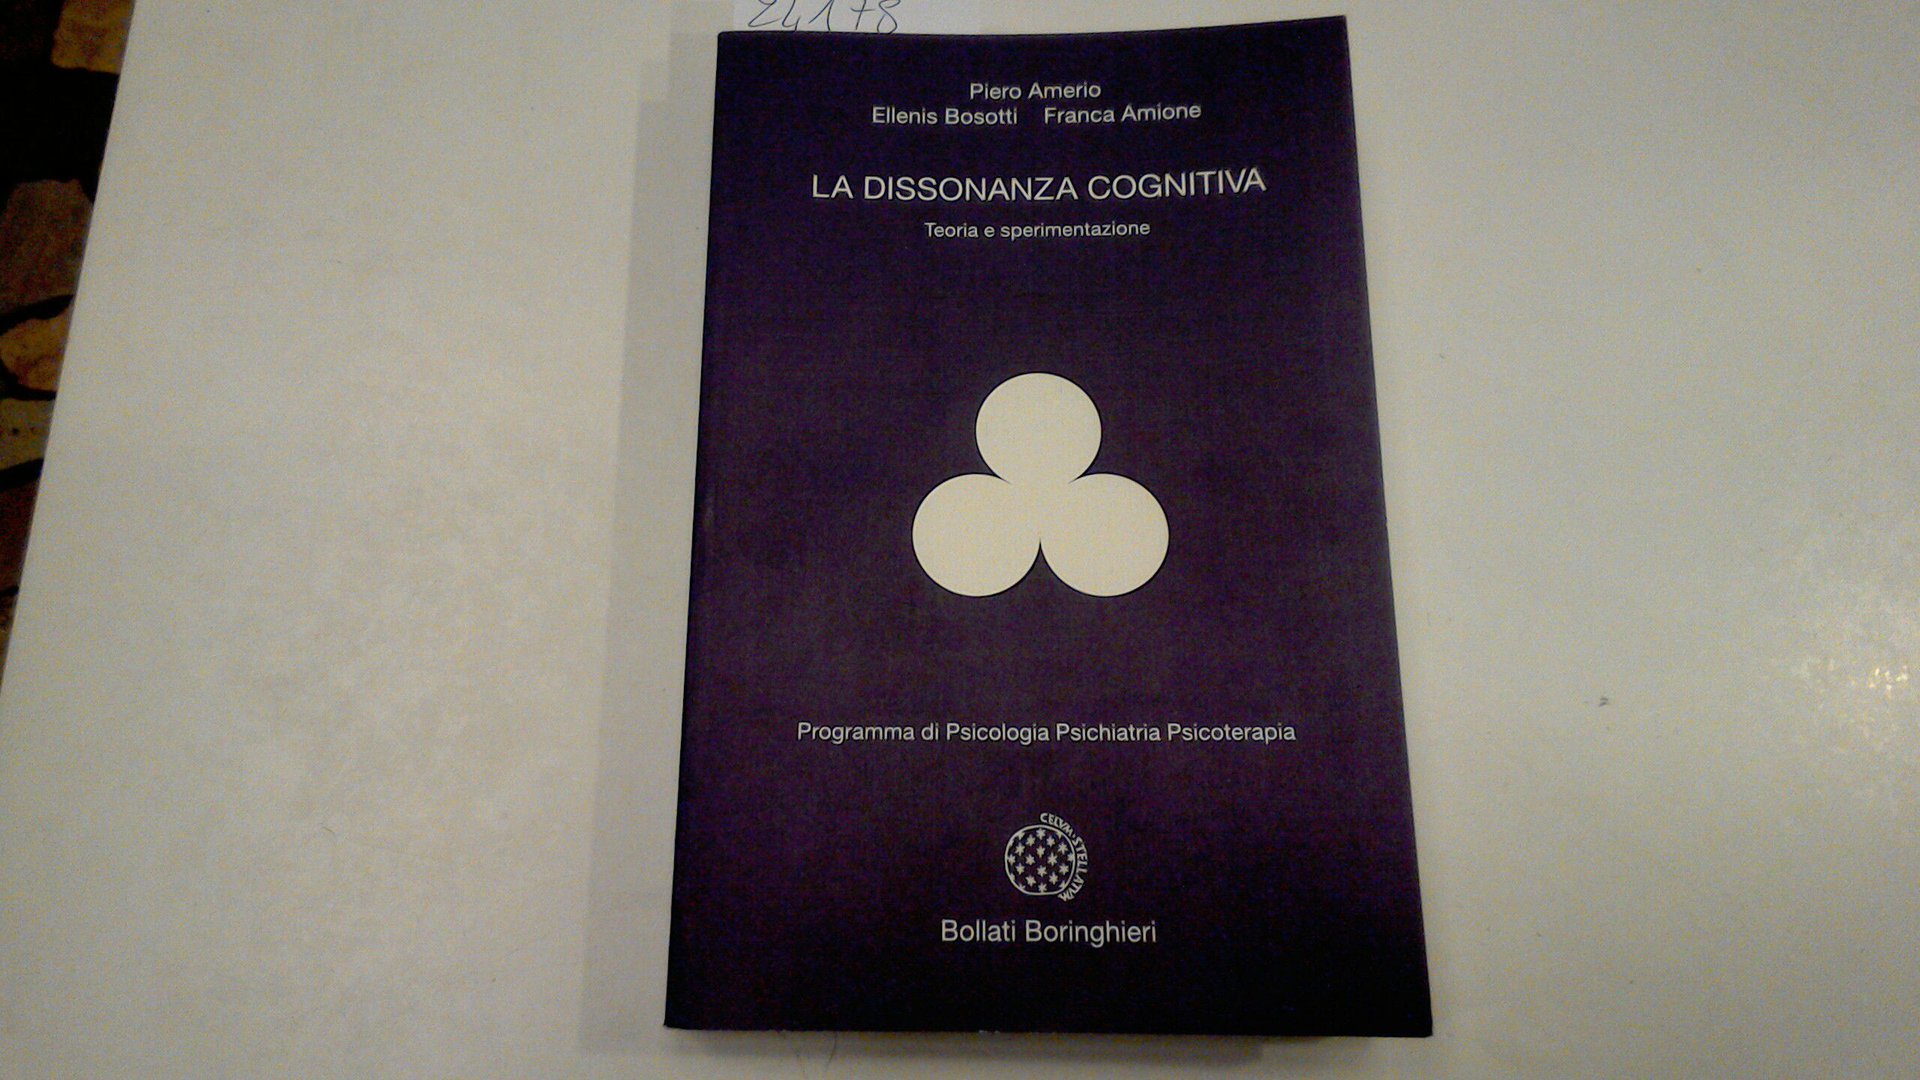 24178
Piero Amerio
Ellenis Bosotti Franca Amione
LA DISSONANZA COGNITIVA
Teoria e sperimentazione
Programma di Psicologia Psichiatria Psicoterapia
CELVM·STELLATVM
Bollati Boringhieri